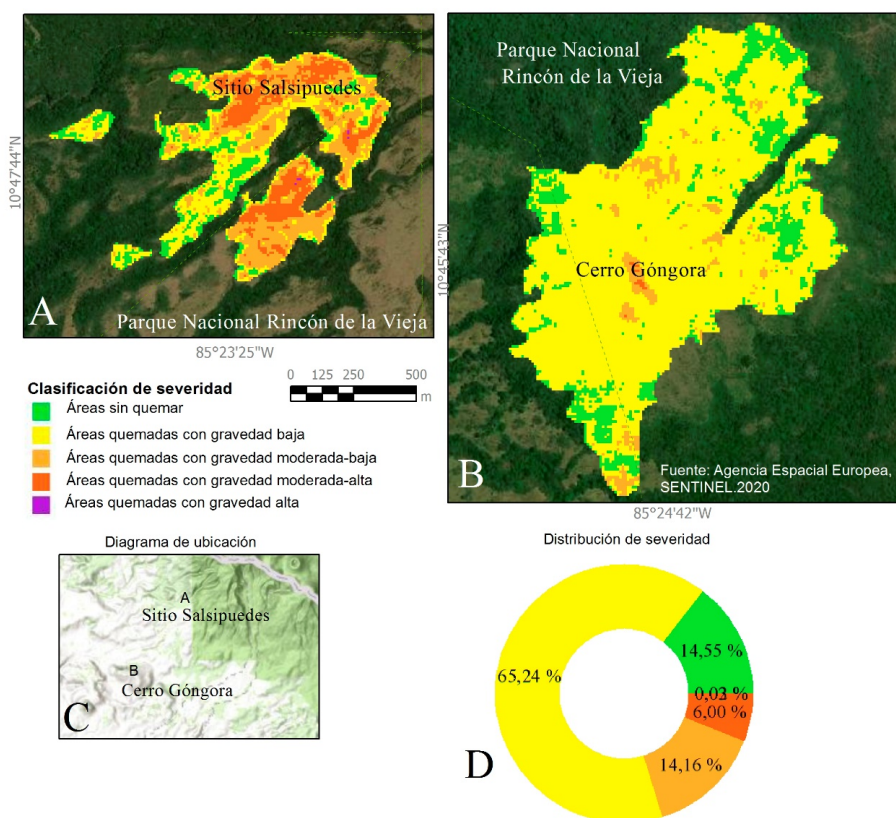 Sitio Salsipuedes
A
Parque Nacional Rincón de la Vieja
10°47'44"N
85°23'25"W
Parque Nacional
Rincón de la Vieja
Cerro Góngora
B
Fuente: Agencia Espacial Europea,
SENTINEL.2020
10°45'43"N
85°24'42"W
0 125 250 500
m
Clasificación de severidad
Áreas sin quemar
Áreas quemadas con gravedad baja
Áreas quemadas con gravedad moderada-baja
Áreas quemadas con gravedad moderada-alta
Áreas quemadas con gravedad alta
Diagrama de ubicación
A
Sitio Salsipuedes
B
Cerro Góngora
C
Distribución de severidad
14,55 %
65,24 %
6,00 %
14,16 %
D